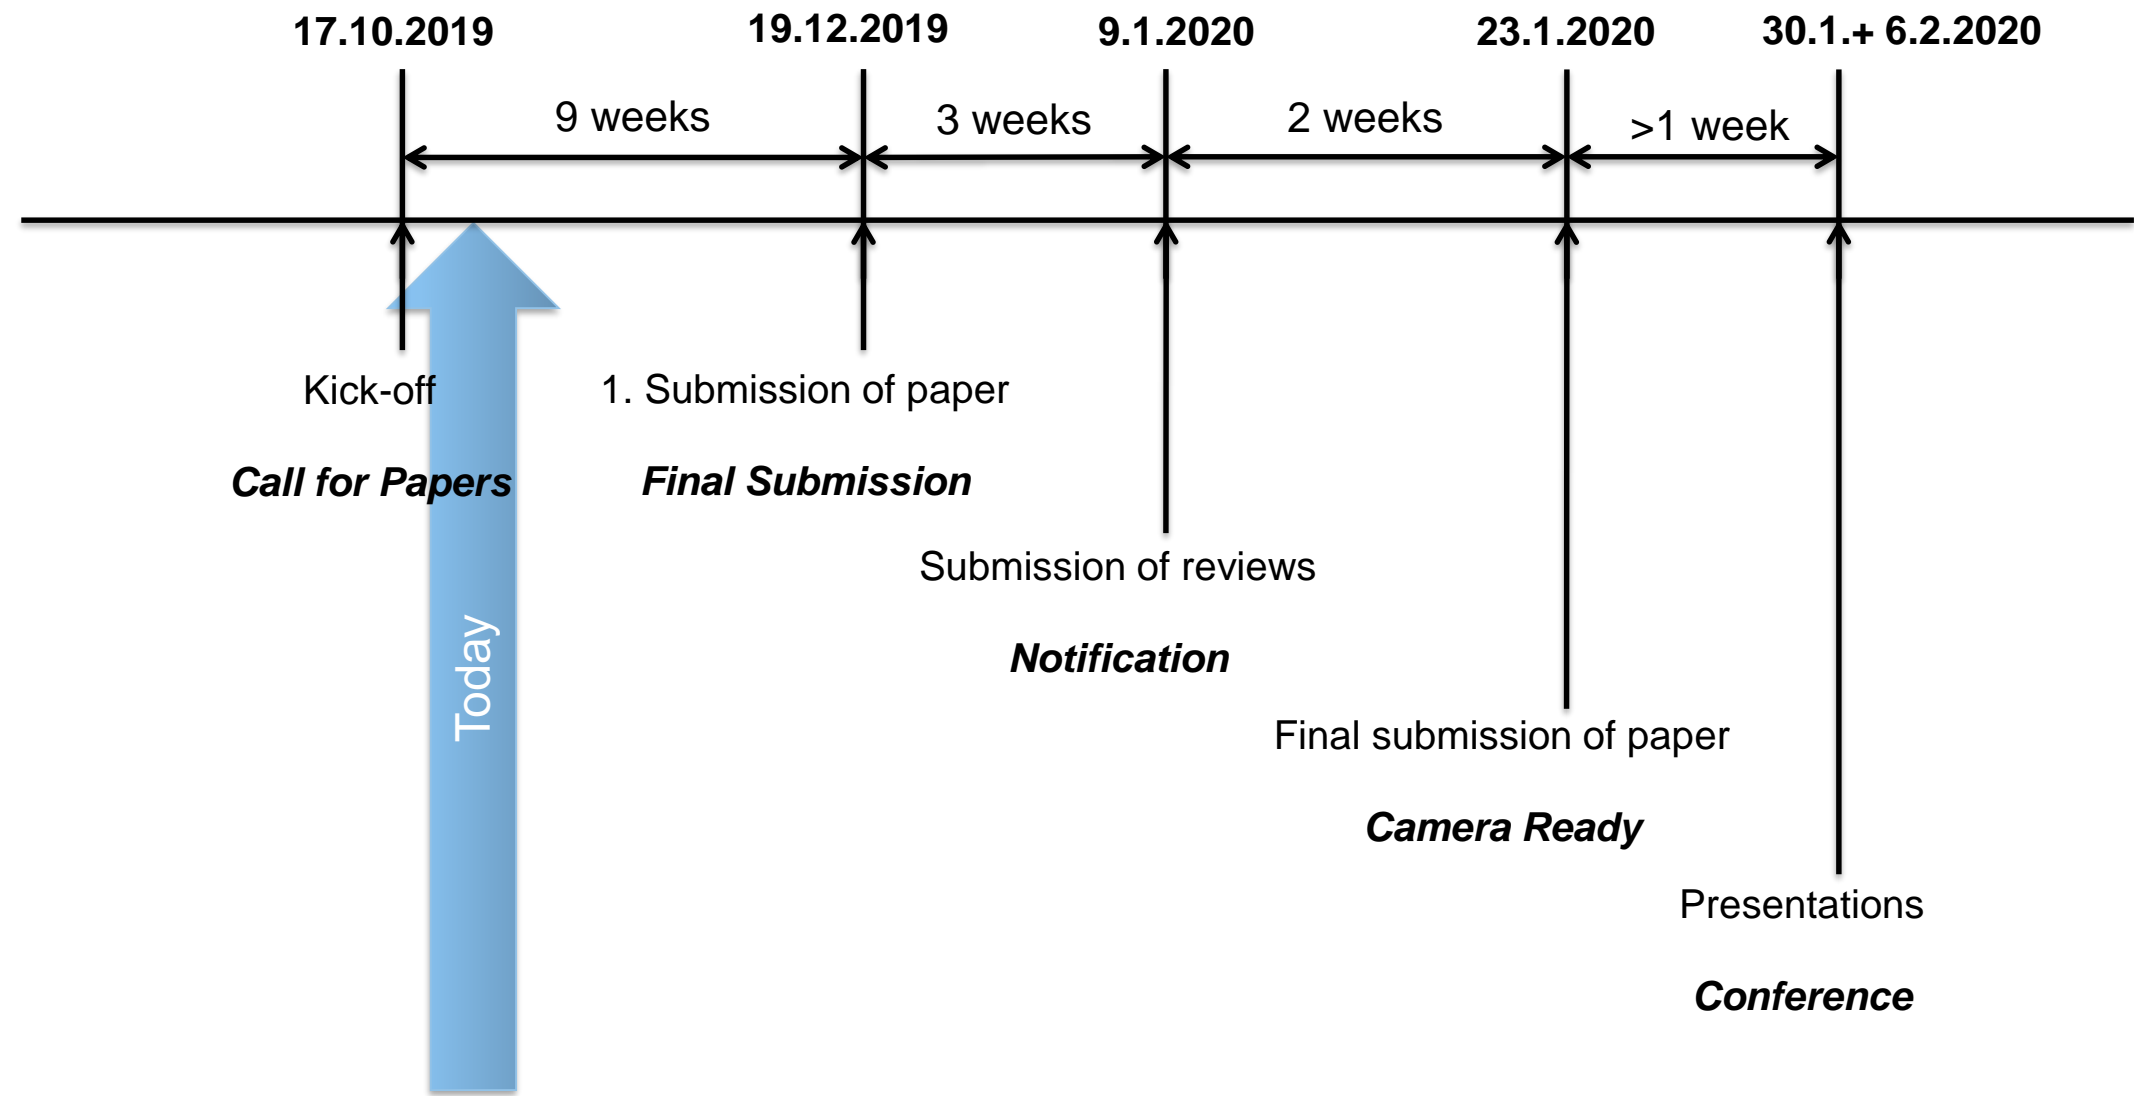 17.10.2019
19.12.2019
9.1.2020
23.1.2020
30.1.+ 6.2.2020
9 weeks
3 weeks
2 weeks
>1 week
Kick-off
Call for Papers
1. Submission of paper
Final Submission
Submission of reviews
Notification
Today
Final submission of paper
Camera Ready
Presentations
Conference